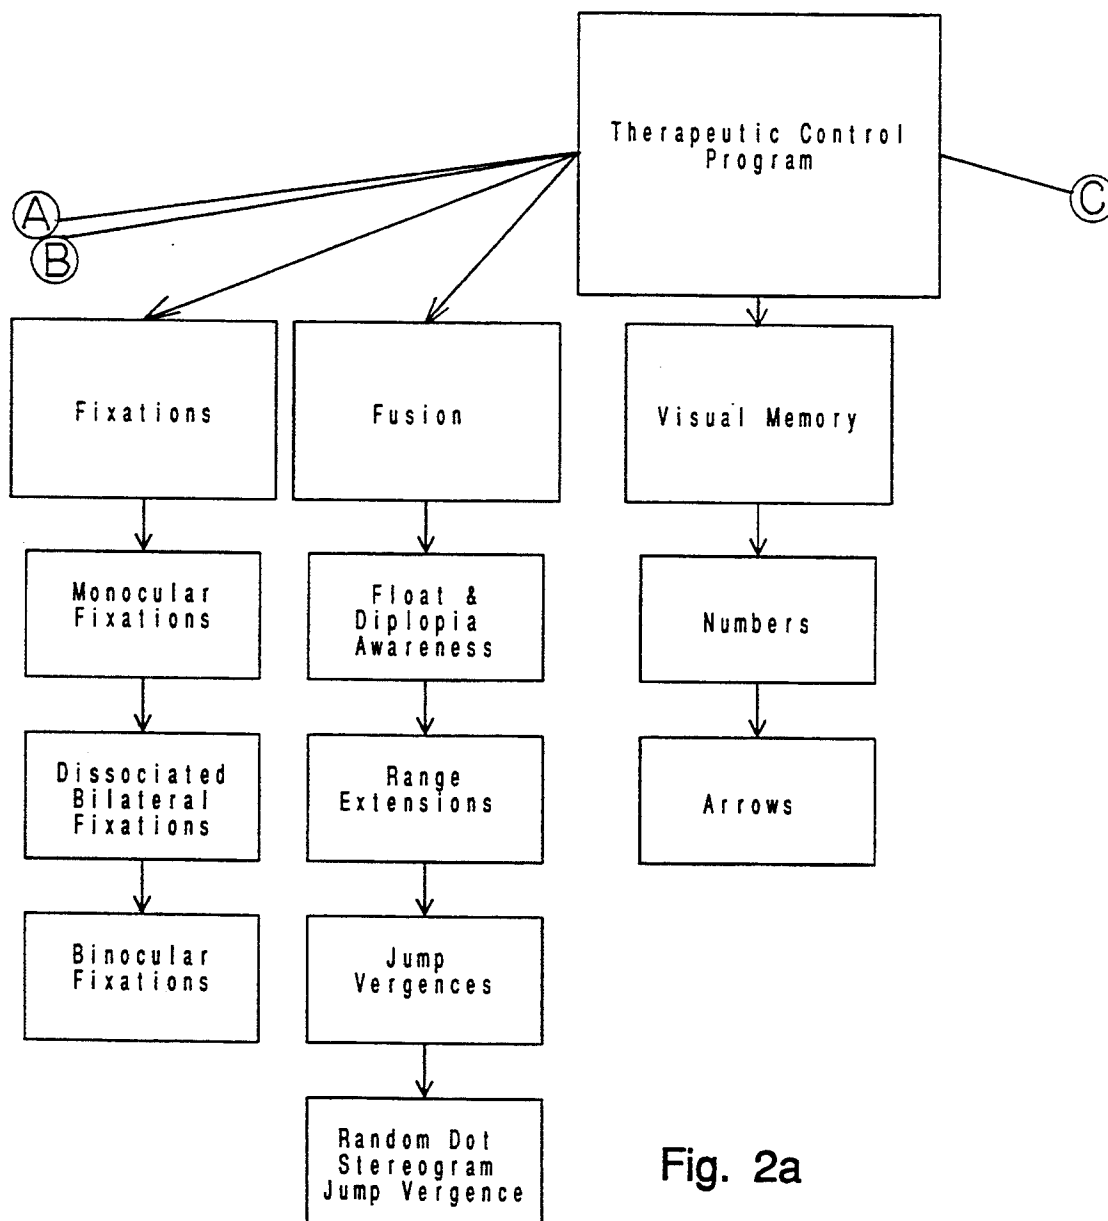 Therapeutic Control
Program
A
B
C
Fixations
Fusion
Visual Memory
Monocular
Fixations
Float &
Diplopia
Awareness
Numbers
Dissociated
Bilateral
Fixations
Range
Extensions
Arrows
Binocular
Fixations
Jump
Vergences
Random Dot
Stereogram
Jump Vergence
Fig. 2a